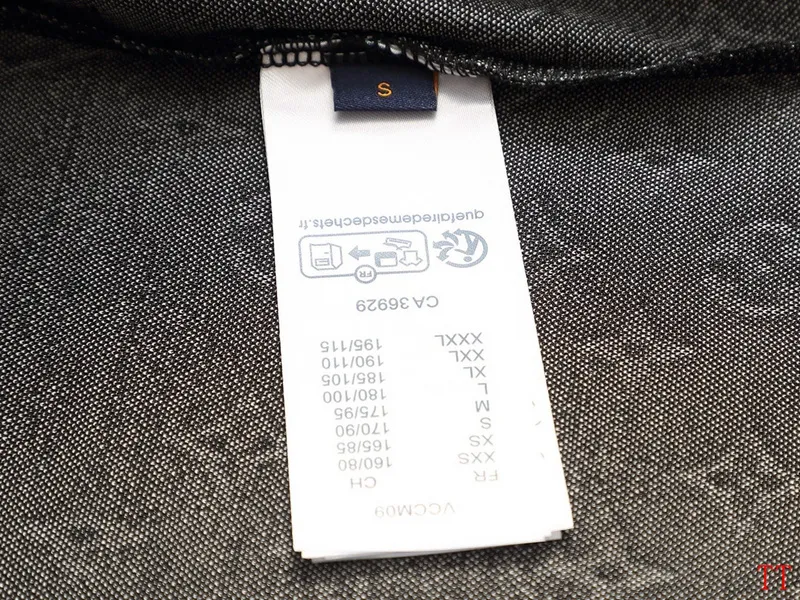 S
VCCM09
FR CH
XXS 160/80
XS 165/85
S 170/90
M 175/95
L 180/100
XL 185/105
XXL 190/110
XXXL 195/115
CA 36929
FR
quefairedemesdechets.fr
TT